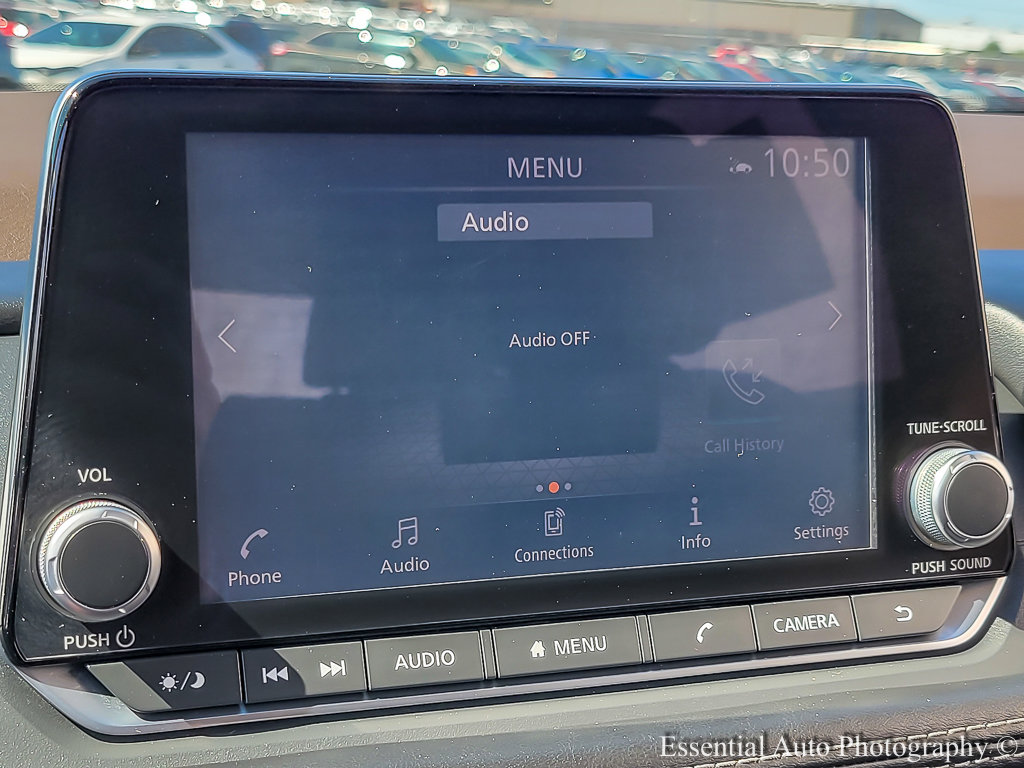 MENU
10:50
Audio
Audio OFF
Call History
Phone
Audio
Connections
Info
Settings
VOL
PUSH
TUNE·SCROLL
PUSH SOUND
AUDIO
MENU
CAMERA
Essential Auto Photography ©